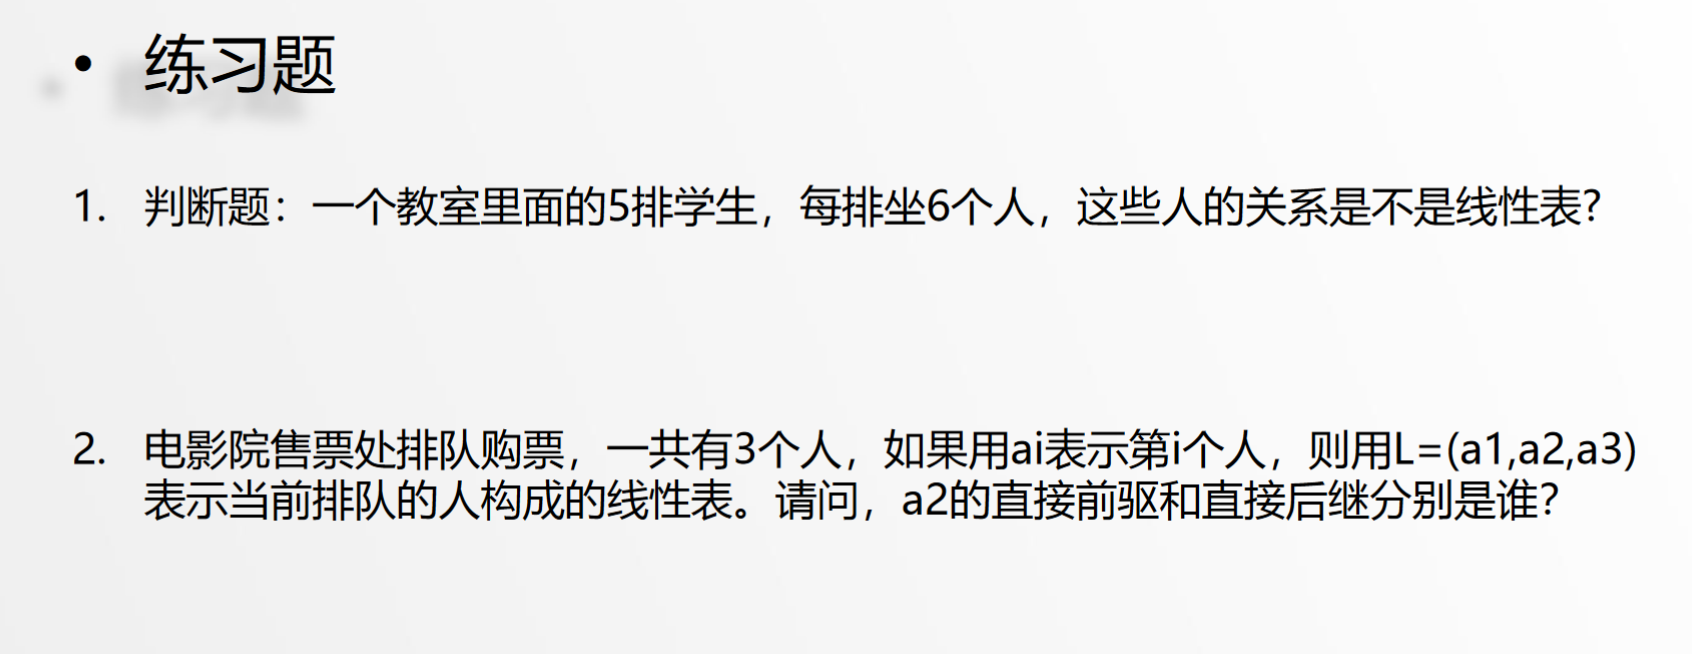 • 练习题
1. 判断题：一个教室里面的5排学生，每排坐6个人，这些人的关系是不是线性表?
2. 电影院售票处排队购票，一共有3个人，如果用ai表示第i个人，则用L=(a1,a2,a3)
表示当前排队的人构成的线性表。请问，a2的直接前驱和直接后继分别是谁?